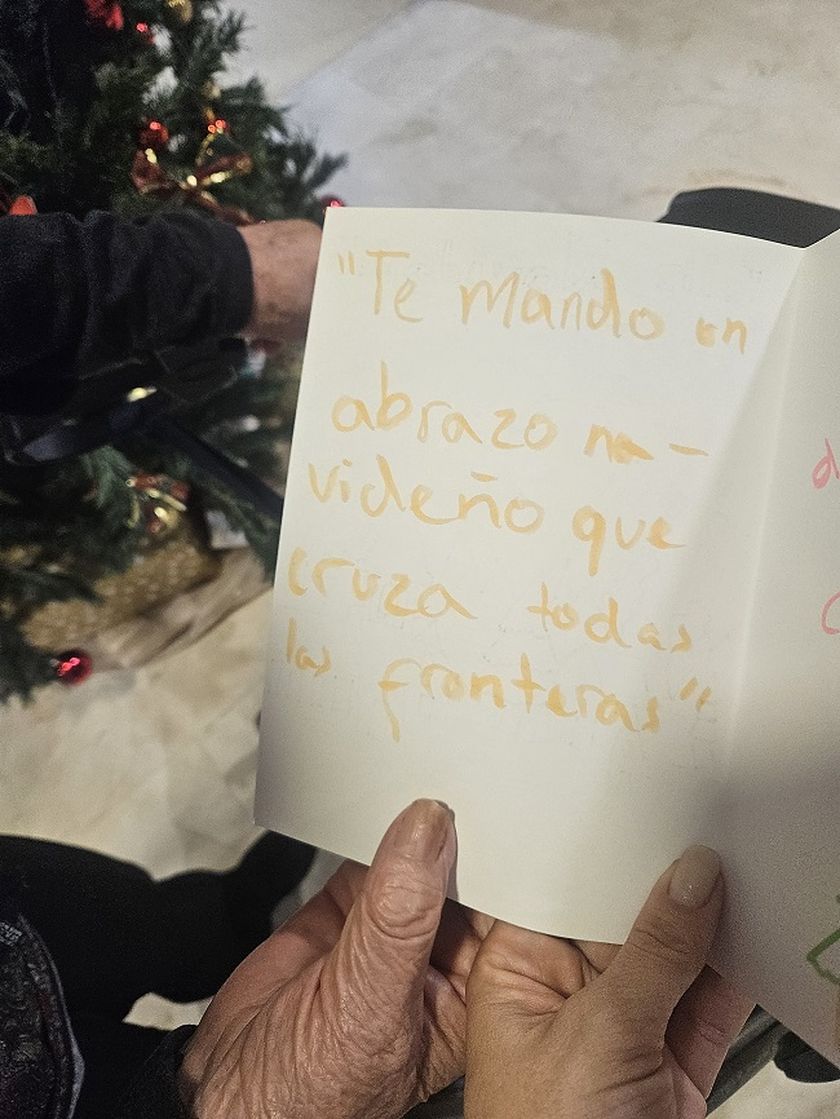 "Te mando un
abrazo na-
videño que
cruza todas
las fronteras"
d
C